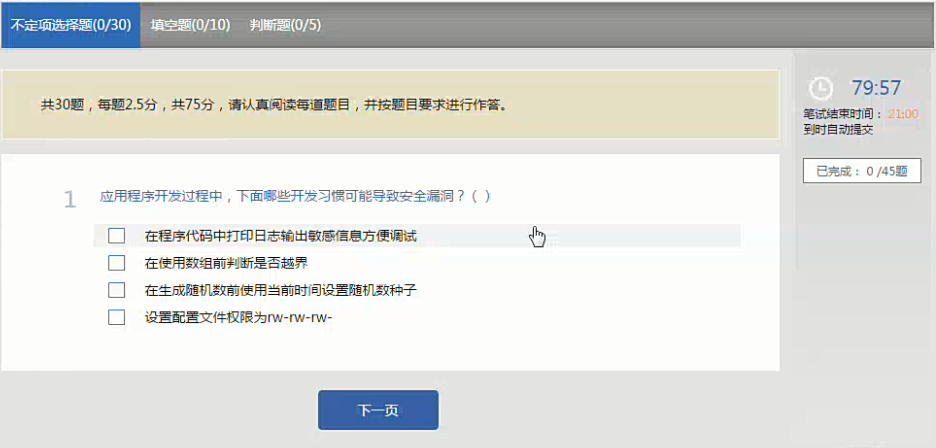 不定项选择题(0/30) 填空题(0/10) 判断题(0/5)
79:57
笔试结束时间： 21:00
到时自动提交
共30题，每题2.5分，共75分，请认真阅读每道题目，并按题目要求进行作答。
已完成： 0 /45题
1 应用程序开发过程中，下面哪些开发习惯可能导致安全漏洞？（ ）
在程序代码中打印日志输出敏感信息方便调试
在使用数组前判断是否越界
在生成随机数前使用当前时间设置随机数种子
设置配置文件权限为rw-rw-rw-
下一页